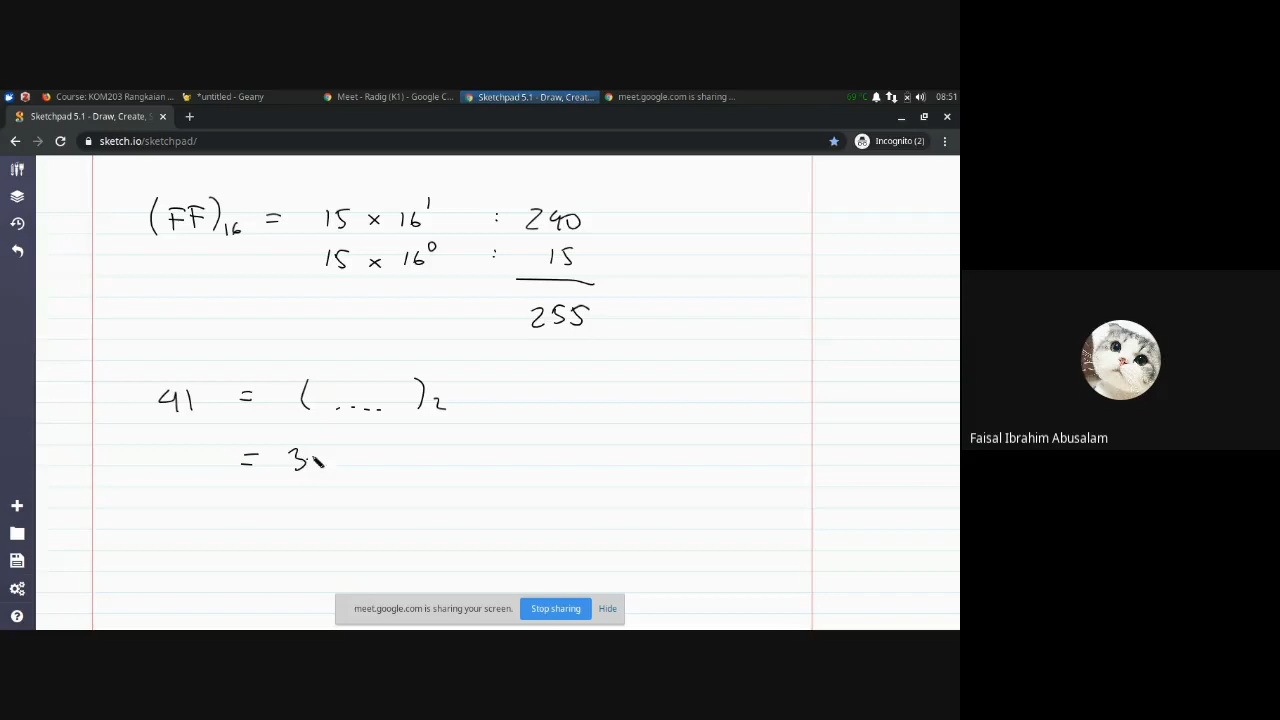 Course: KOM203 Rangkaian ... *untitled - Geany Meet - Radig (K1) - Google C... Sketchpad 5.1 - Draw, Creat... meet.google.com is sharing ... 69 °C 08:51
Sketchpad 5.1 - Draw, Create, S
sketch.io/sketchpad/ Incognito (2)
(FF)₁₆ = 15 × 16¹ : 240
15 × 16⁰ : 15
255
41 = (....)₂
= 3
Faisal Ibrahim Abusalam
meet.google.com is sharing your screen. Stop sharing Hide